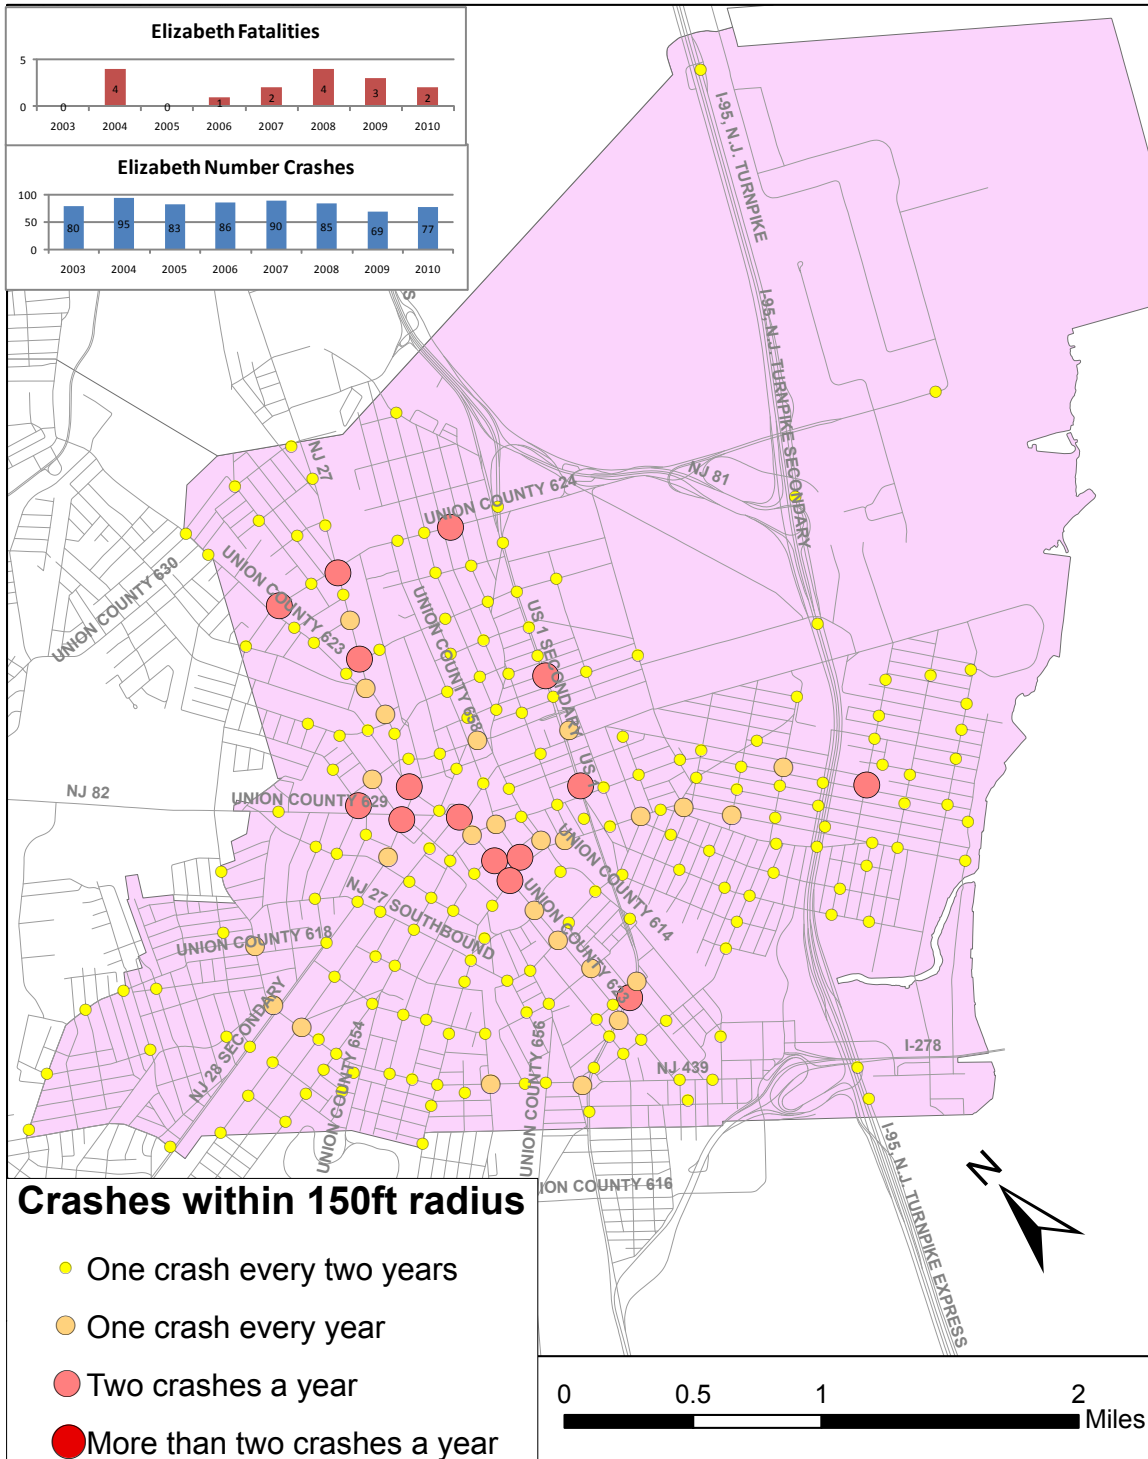 Elizabeth Fatalities
5
0
0
4
0
1
2
4
3
2
2003 2004 2005 2006 2007 2008 2009 2010
Elizabeth Number Crashes
100
50
0
80 95 83 86 90 85 69 77
2003 2004 2005 2006 2007 2008 2009 2010
S
I-95, N.J. TURNPIKE
I-95, N.J. TURNPIKE SECONDARY
NJ 27
UNION COUNTY 624
NJ 81
UNION COUNTY 630
UNION COUNTY 623
UNION COUNTY 658
US 1 SECONDARY
US 1
NJ 82
UNION COUNTY 629
UNION COUNTY 614
NJ 27 SOUTHBOUND
UNION COUNTY 623
UNION COUNTY 618
NJ 28 SECONDARY
UNION COUNTY 654
UNION COUNTY 656
NJ 439
I-278
UNION COUNTY 616
I-95, N.J. TURNPIKE EXPRESS
N
Crashes within 150ft radius
One crash every two years
One crash every year
Two crashes a year
More than two crashes a year
0 0.5 1 2
Miles